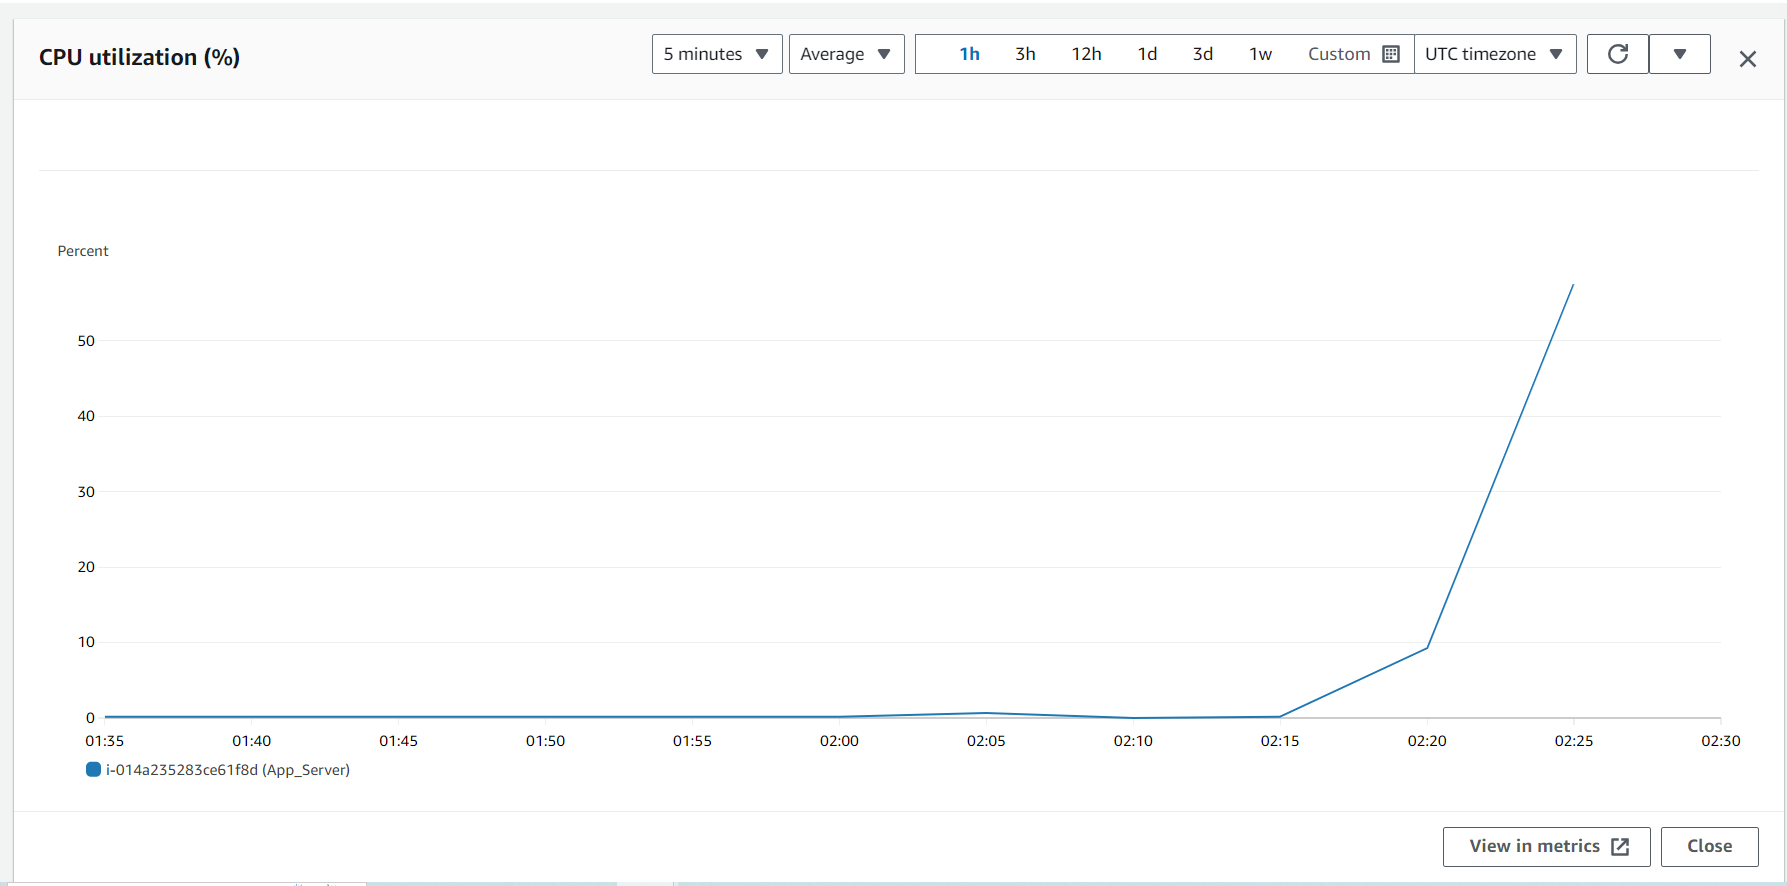 CPU utilization (%)
5 minutes
Average
1h 3h 12h 1d 3d 1w Custom
UTC timezone
Percent
50
40
30
20
10
0
01:35 01:40 01:45 01:50 01:55 02:00 02:05 02:10 02:15 02:20 02:25 02:30
i-014a235283ce61f8d (App_Server)
View in metrics
Close